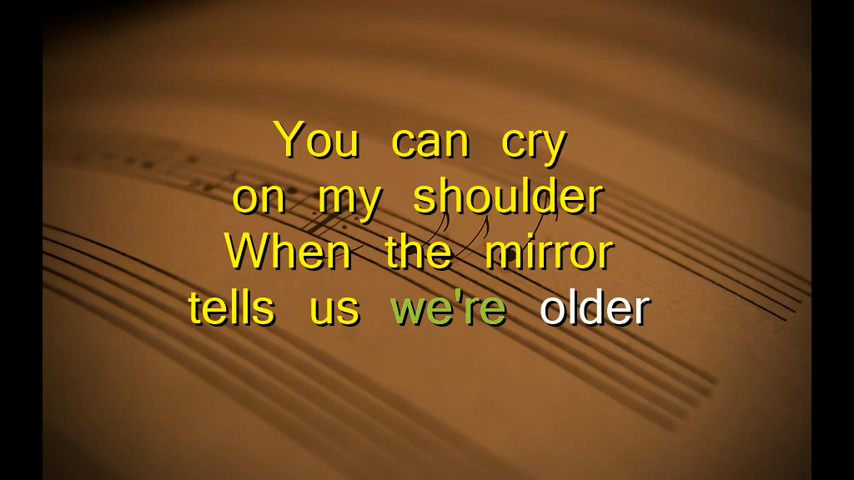 You can cry
on my shoulder
When the mirror
tells us we're older